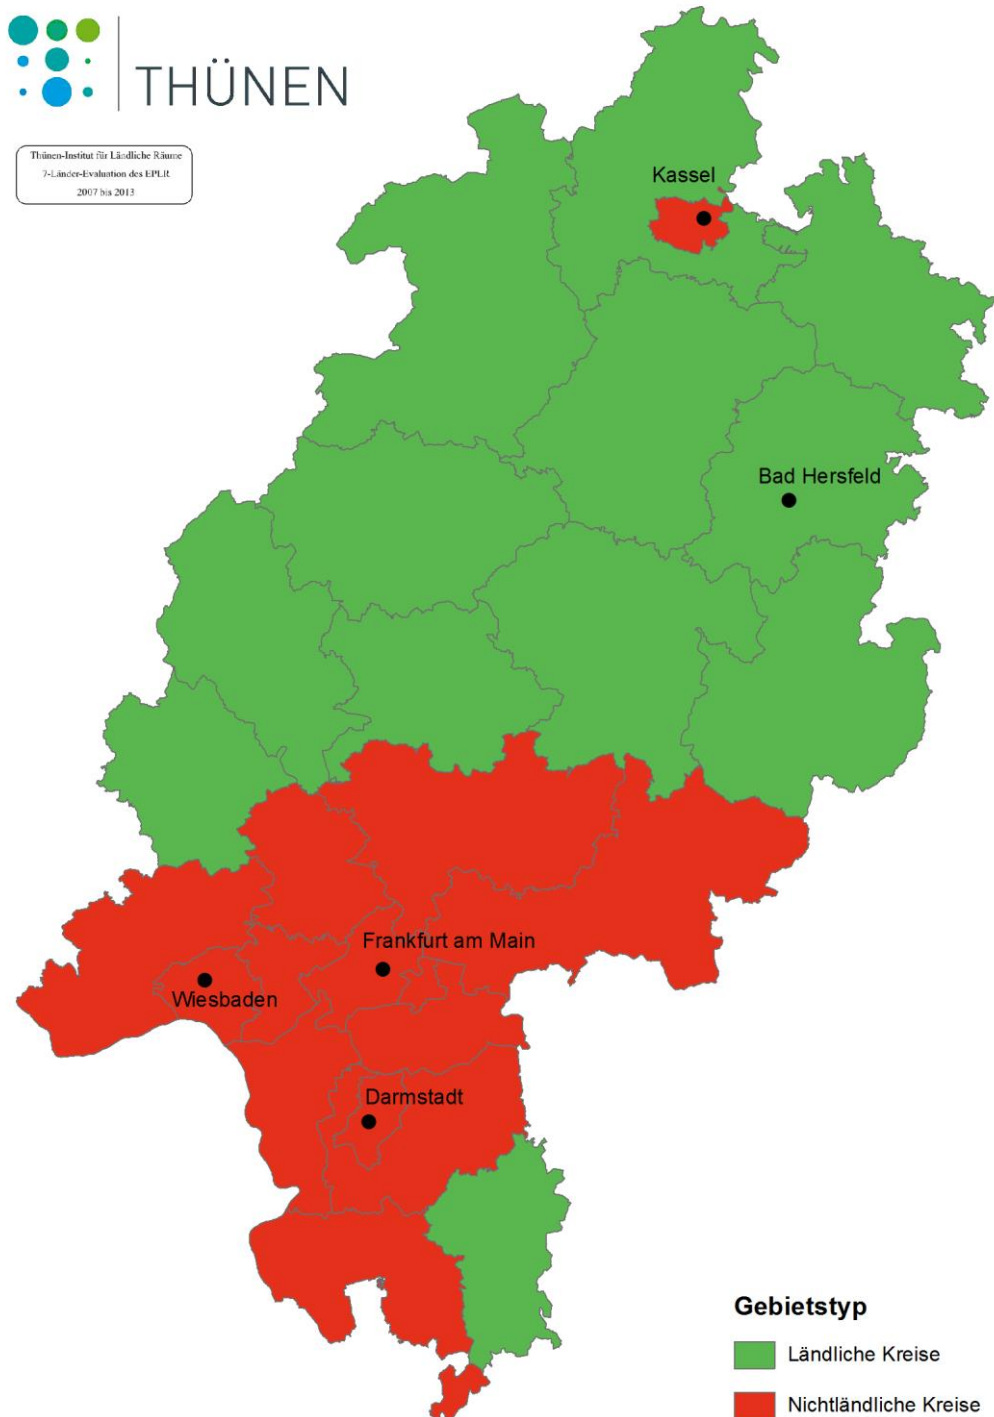 THÜNEN
Thünen-Institut für Ländliche Räume
7-Länder-Evaluation des EPLR
2007 bis 2013
Kassel
Bad Hersfeld
Frankfurt am Main
Wiesbaden
Darmstadt
Gebietstyp
Ländliche Kreise
Nichtländliche Kreise